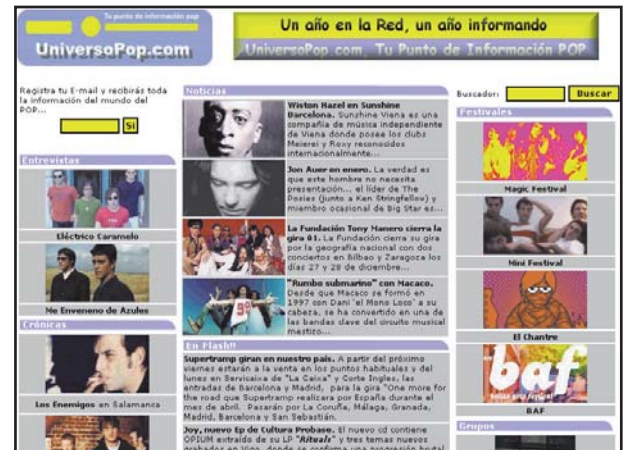 Tu punto de información pop
UniversoPop.com
Un año en la Red, un año informando
UniversoPop.com, Tu Punto de Información POP
Registra tu E-mail y recibirás toda
la información del mundo del
POP...
Si
Entrevistas
Eléctrico Caramelo
Me Enveneno de Azules
Crónicas
Los Enemigos en Salamanca
Noticias
Wiston Hazel en Sunshine
Barcelona. Sunshine Viena es una
compañía de música independiente
de Viena donde posee los clubs
Meierei y Roxy reconocidos
internacionalmente...
Jon Auer en enero. La verdad es
que este hombre no necesita
presentación... el líder de The
Posies (junto a Ken Stringfellow) y
miembro ocasional de Big Star es...
La Fundación Tony Manero cierra la
gira 01. La Fundación cierra su gira
por la geografía nacional con dos
conciertos en Bilbao y Zaragoza los
días 27 y 28 de diciembre...
"Rumbo submarino" con Macaco.
Desde que Macaco se formó en
1997 con Dani 'el Mono Loco' a su
cabeza, se ha convertido en una de
las bandas clave del circuito musical
mestizo...
En Flash!!
Supertramp giran en nuestro país. A partir del próximo
viernes estarán a la venta en los puntos habituales y del
lunes en Servicaixa de "La Caixa" y Corte Ingles, las
entradas de Barcelona y Madrid, para la gira "One more for
the road que Supertramp realizara por España durante el
mes de abril. Pasarán por La Coruña, Málaga, Granada,
Madrid, Barcelona y San Sebastián.
Joy, nuevo Ep de Cultura Probase. El nuevo cd contiene
OPIUM extraído de su LP "Rituals" y tres temas nuevos
grabados en Vigo, donde se confirma una progresión brutal
Buscador:
Buscar
Festivales
Magic Festival
Mini Festival
El Chantre
baf
BAF
Grupos